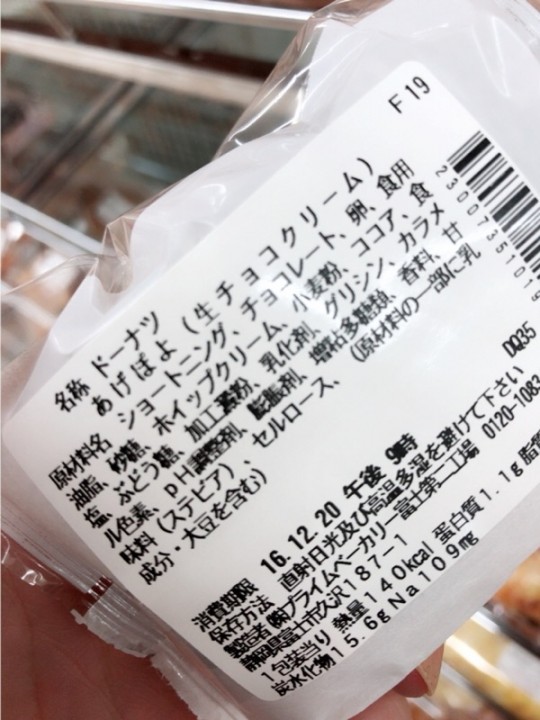 F19
名称 ドーナツ
あげぱよ（生チョコクリーム）
原材料名 ショートニング、チョコレート、卵、食用
油脂、砂糖、ホイップクリーム、小麦粉、ココア、食
塩、ぶどう糖、加工澱粉、乳化剤、グリシン、カラメ
ル色素、pH調整剤、膨脹剤、増粘多糖類、香料、甘
味料（ステビア）、セルロース、（原材料の一部に乳
成分・大豆を含む）
2300735101
DQ35
消費期限 16.12.20 午後 9時
保存方法 直射日光及び高温多湿を避けて下さい
製造者 ㈱プライムベーカリー富士第二工場 0120-1083
静岡県富士市久沢187-1
1包装当り 熱量140kcal 蛋白質1.1g 脂質
炭水化物15.6g Na109mg